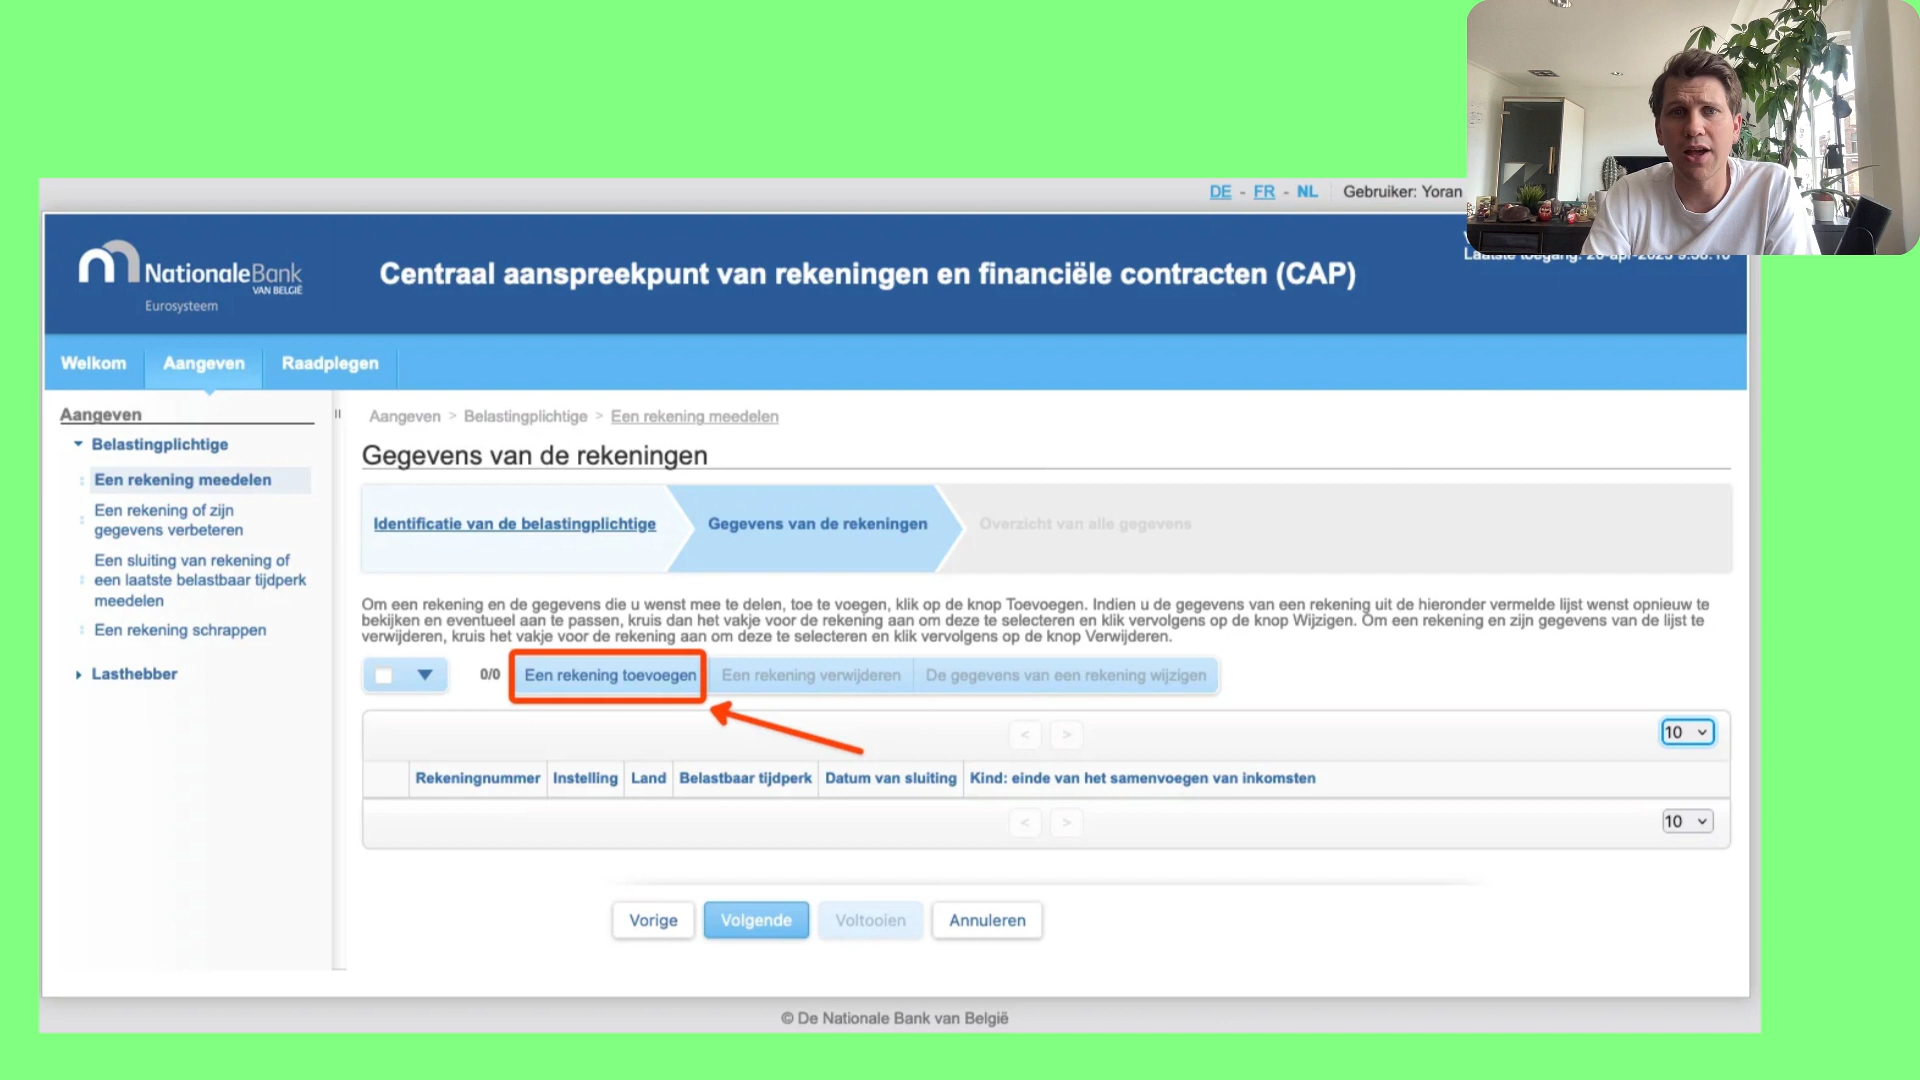 DE - FR - NL Gebruiker: Yoran
NationaleBank
VAN BELGIË
Eurosysteem
Centraal aanspreekpunt van rekeningen en financiële contracten (CAP)
Welkom Aangeven Raadplegen
Aangeven
Belastingplichtige
Een rekening meedelen
Een rekening of zijn
gegevens verbeteren
Een sluiting van rekening of
een laatste belastbaar tijdperk
meedelen
Een rekening schrappen
Lasthebber
Aangeven > Belastingplichtige > Een rekening meedelen
Gegevens van de rekeningen
Identificatie van de belastingplichtige Gegevens van de rekeningen Overzicht van alle gegevens
Om een rekening en de gegevens die u wenst mee te delen, toe te voegen, klik op de knop Toevoegen. Indien u de gegevens van een rekening uit de hieronder vermelde lijst wenst opnieuw te
bekijken en eventueel aan te passen, kruis dan het vakje voor de rekening aan om deze te selecteren en klik vervolgens op de knop Wijzigen. Om een rekening en zijn gegevens van de lijst te
verwijderen, kruis het vakje voor de rekening aan om deze te selecteren en klik vervolgens op de knop Verwijderen.
0/0 Een rekening toevoegen Een rekening verwijderen De gegevens van een rekening wijzigen
< > 10
Rekeningnummer Instelling Land Belastbaar tijdperk Datum van sluiting Kind: einde van het samenvoegen van inkomsten
< > 10
Vorige Volgende Voltooien Annuleren
© De Nationale Bank van België